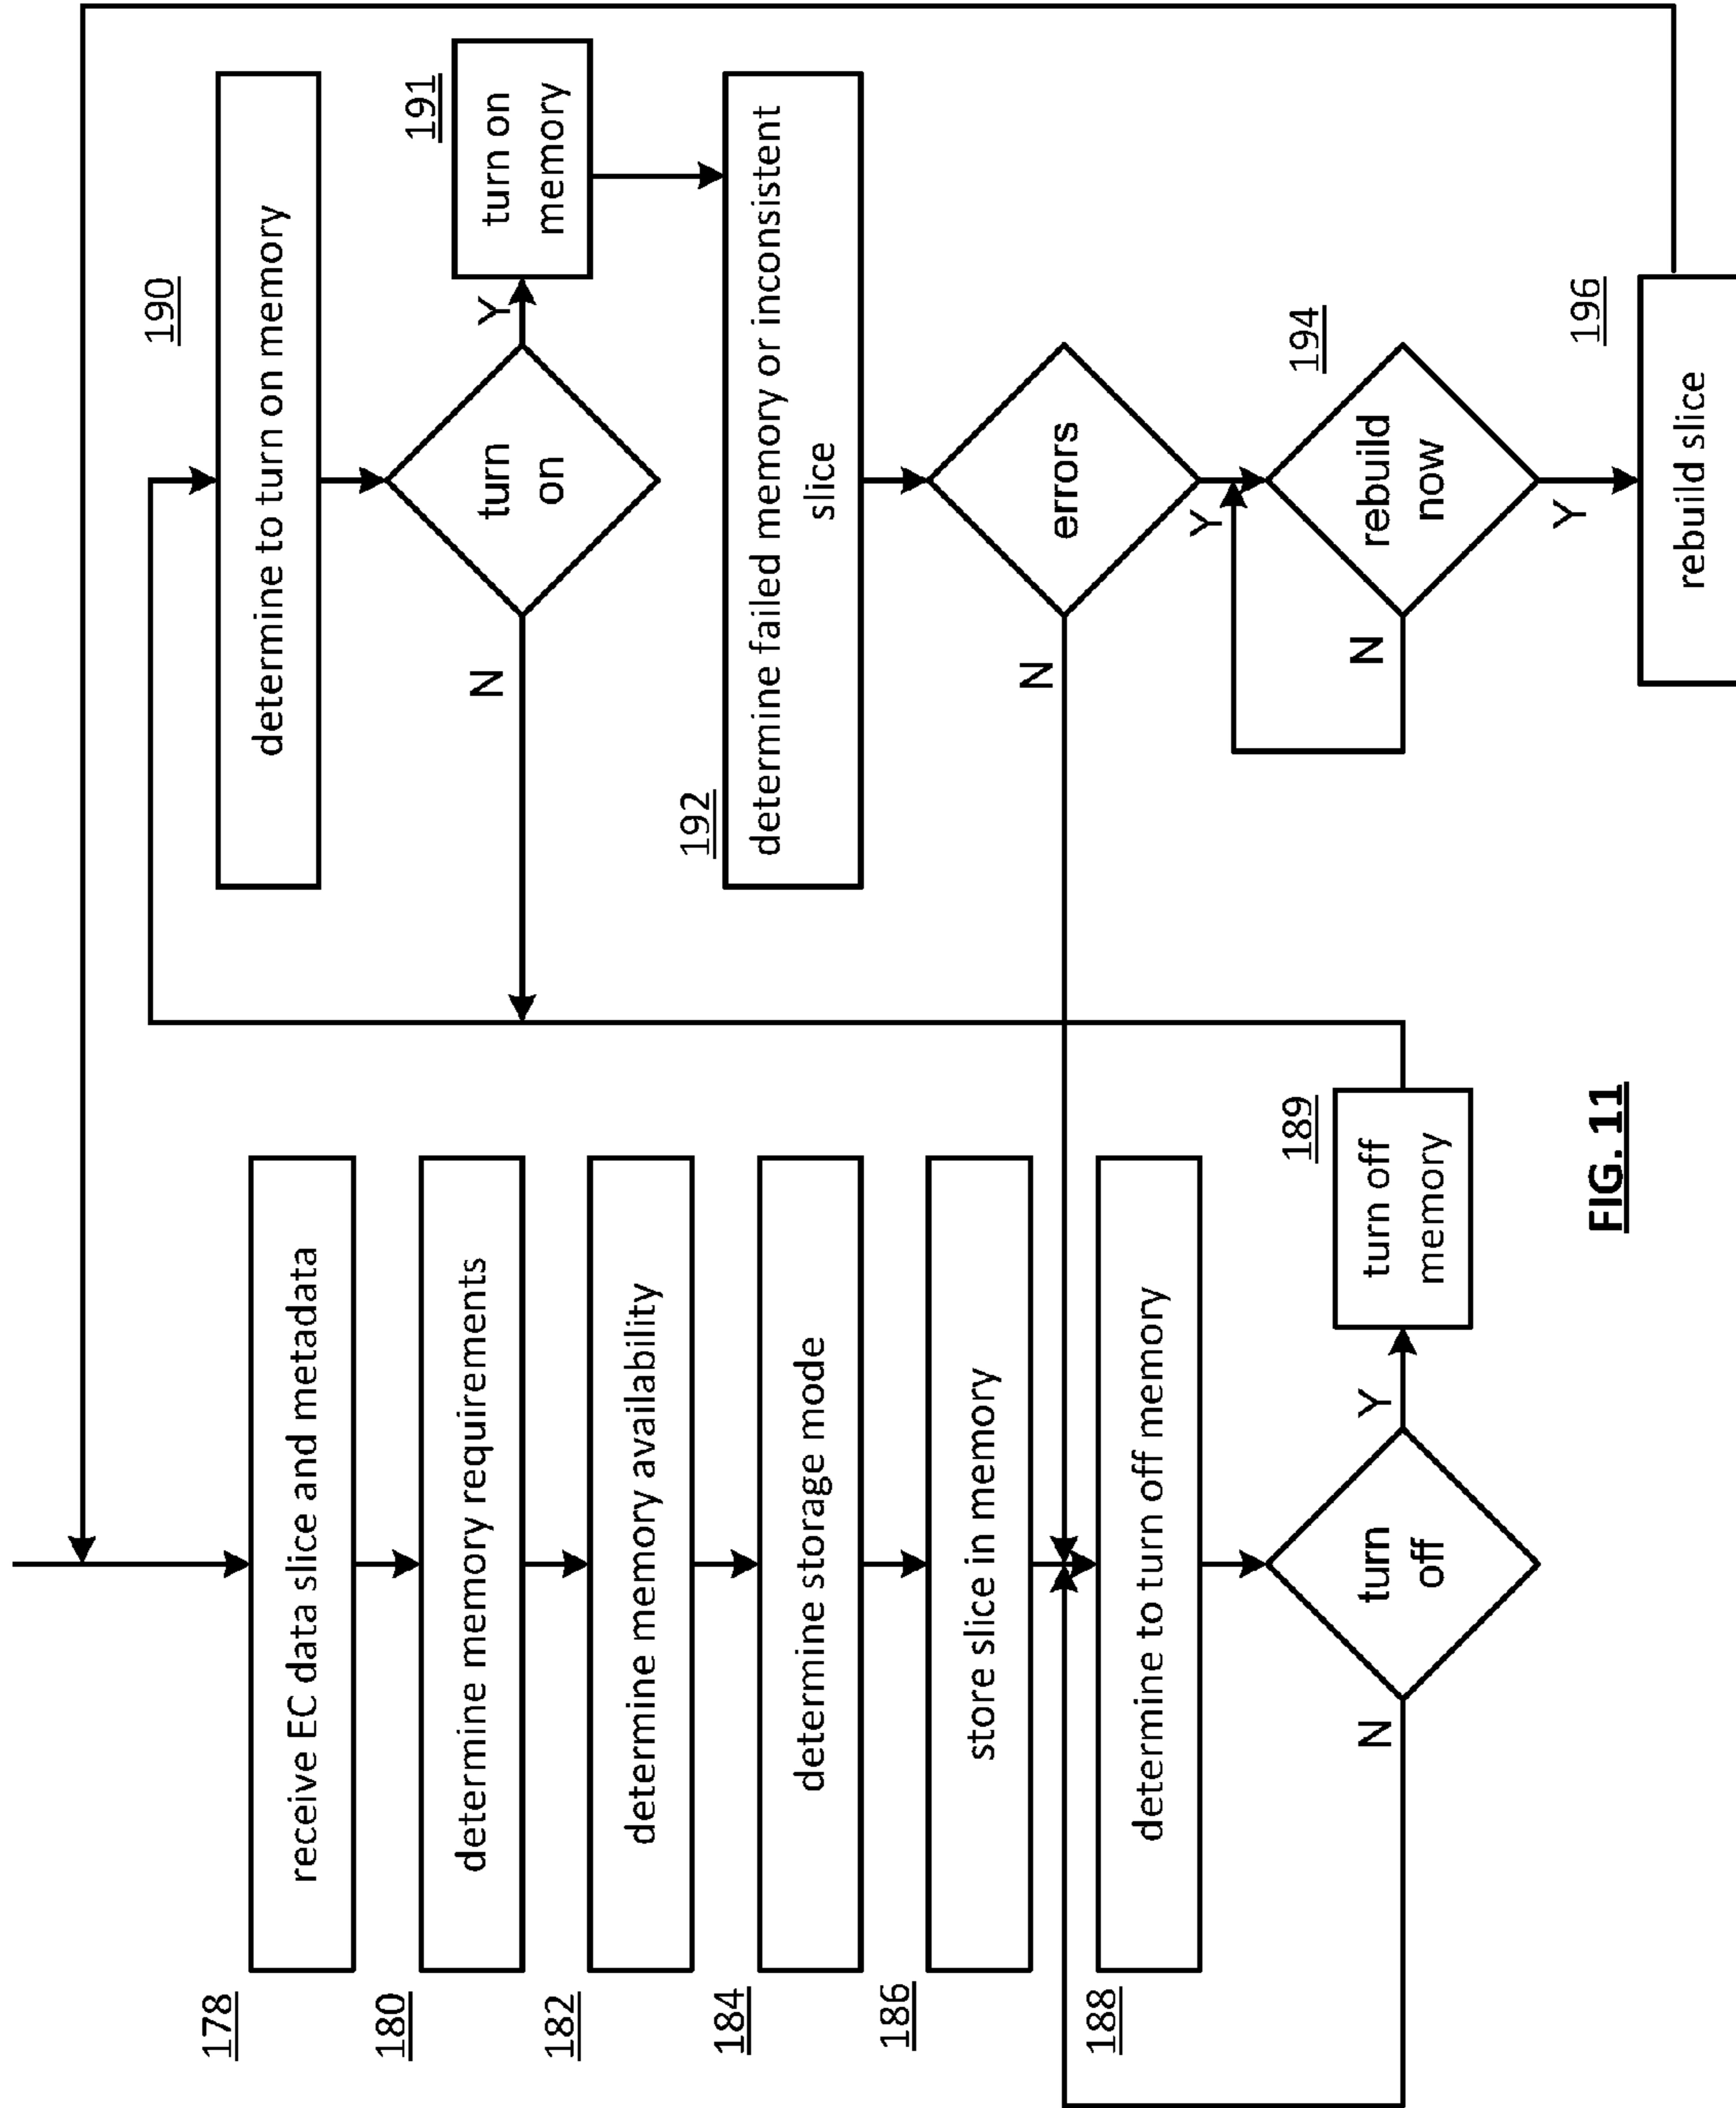 178
receive EC data slice and metadata
180
determine memory requirements
182
determine memory availability
184
determine storage mode
186
store slice in memory
188
determine to turn off memory
turn
off
N
Y
189
turn off
memory
190
determine to turn on memory
turn
on
N
Y
191
turn on
memory
192
determine failed memory or inconsistent
slice
errors
N
Y
194
rebuild
now
N
Y
196
rebuild slice
FIG. 11